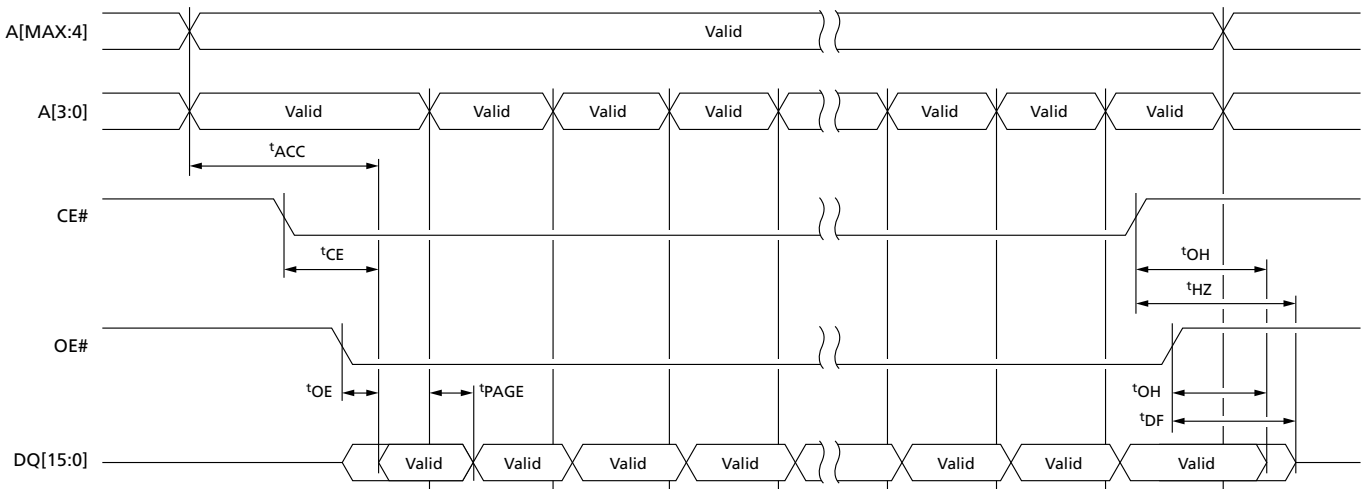 A[MAX:4]
Valid
A[3:0]
Valid Valid Valid Valid Valid Valid Valid
tACC
CE#
tCE
tOH
tHZ
OE#
tOE
tPAGE
tOH
tDF
DQ[15:0]
Valid Valid Valid Valid Valid Valid Valid